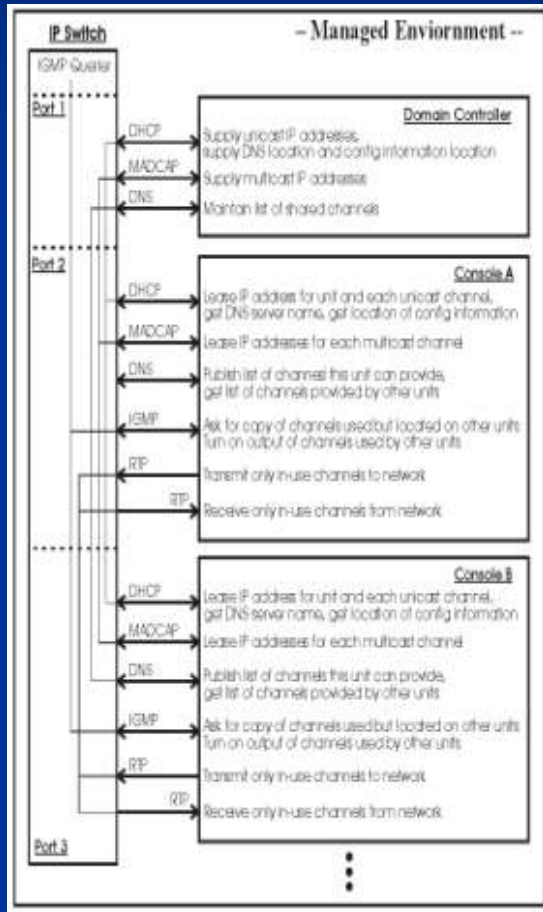 IP Switch
– Managed Enviornment --
IGMP Querier
Port 1
Domain Controller
DHCP
Supply unicast IP addresses,
supply DNS location and config information location
MADCAP
Supply multicast IP addresses
DNS
Maintain list of shared channels
Port 2
Console A
DHCP
Lease IP address for unit and each unicast channel,
get DNS server name, get location of config information
MADCAP
Lease IP addresses for each multicast channel
DNS
Publish list of channels this unit can provide,
get list of channels provided by other units
IGMP
Ask for copy of channels used but located on other units
Turn on output of channels used by other units
RTP
Transmit only in-use channels to network
RTP
Receive only in-use channels from network
Console B
DHCP
Lease IP address for unit and each unicast channel,
get DNS server name, get location of config information
MADCAP
Lease IP addresses for each multicast channel
DNS
Publish list of channels this unit can provide,
get list of channels provided by other units
IGMP
Ask for copy of channels used but located on other units
Turn on output of channels used by other units
RTP
Transmit only in-use channels to network
RTP
Receive only in-use channels from network
Port 3